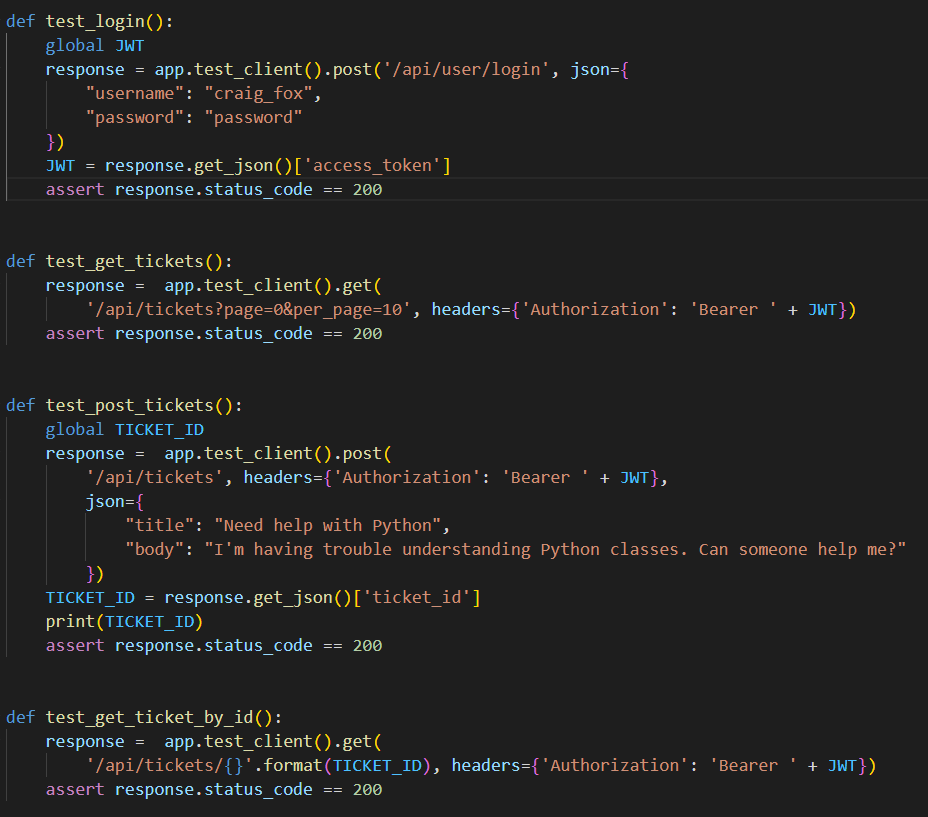 def test_login():
    global JWT
    response = app.test_client().post('/api/user/login', json={
        "username": "craig_fox",
        "password": "password"
    })
    JWT = response.get_json()['access_token']
    assert response.status_code == 200
def test_get_tickets():
    response =  app.test_client().get(
        '/api/tickets?page=0&per_page=10', headers={'Authorization': 'Bearer ' + JWT})
    assert response.status_code == 200
def test_post_tickets():
    global TICKET_ID
    response =  app.test_client().post(
        '/api/tickets', headers={'Authorization': 'Bearer ' + JWT},
        json={
            "title": "Need help with Python",
            "body": "I'm having trouble understanding Python classes. Can someone help me?"
        })
    TICKET_ID = response.get_json()['ticket_id']
    print(TICKET_ID)
    assert response.status_code == 200
def test_get_ticket_by_id():
    response =  app.test_client().get(
        '/api/tickets/{}'.format(TICKET_ID), headers={'Authorization': 'Bearer ' + JWT})
    assert response.status_code == 200